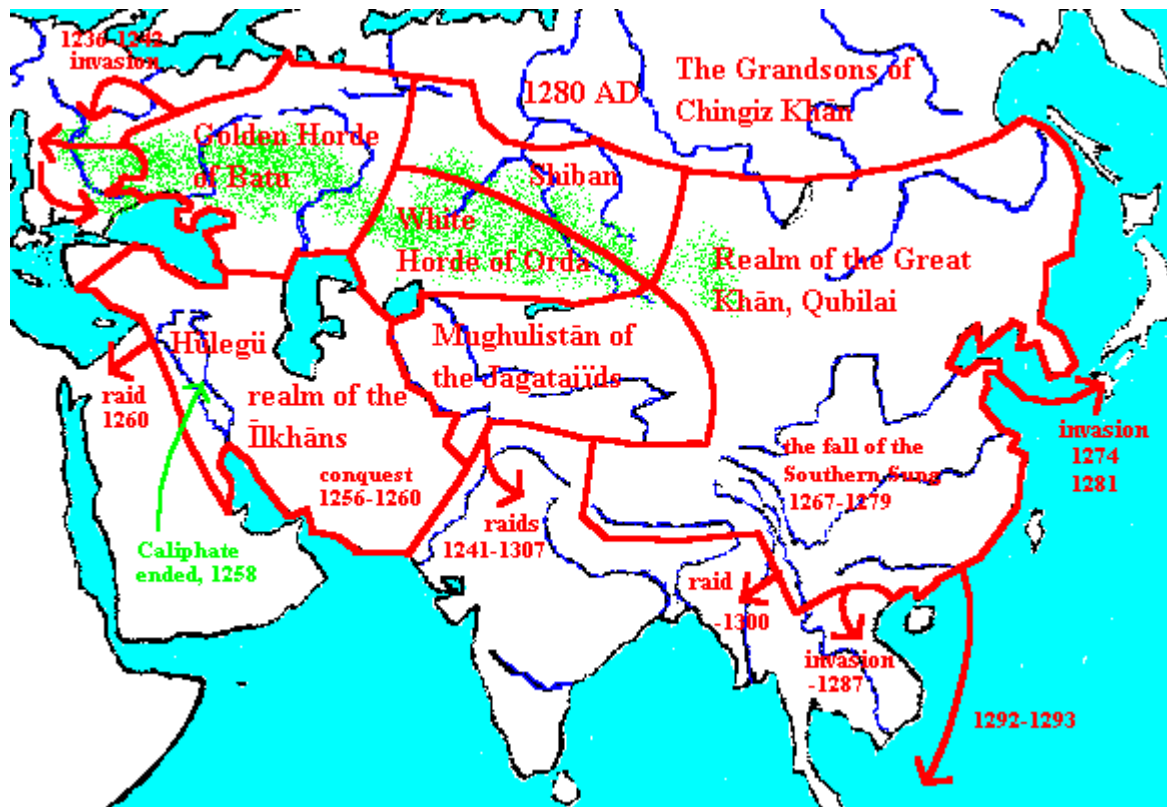 1236-1242
invasion
1280 AD
The Grandsons of
Chingiz Khān
Golden Horde
of Batu
Shiban
White
Horde of Orda
Realm of the Great
Khān, Qubilai
Hülegü
Mughulistān of
the Jagataiïds
raid
1260
realm of the
Īlkhāns
conquest
1256-1260
invasion
1274
1281
the fall of the
Southern Sung
1267-1279
raids
1241-1307
Caliphate
ended, 1258
raid
-1300
invasion
-1287
1292-1293